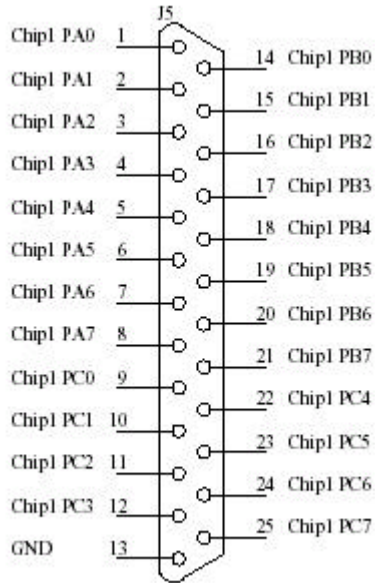 J5
Chip1 PA0 1
14 Chip1 PB0
Chip1 PA1 2
15 Chip1 PB1
Chip1 PA2 3
16 Chip1 PB2
Chip1 PA3 4
17 Chip1 PB3
Chip1 PA4 5
18 Chip1 PB4
Chip1 PA5 6
19 Chip1 PB5
Chip1 PA6 7
20 Chip1 PB6
Chip1 PA7 8
21 Chip1 PB7
Chip1 PC0 9
22 Chip1 PC4
Chip1 PC1 10
23 Chip1 PC5
Chip1 PC2 11
24 Chip1 PC6
Chip1 PC3 12
25 Chip1 PC7
GND 13